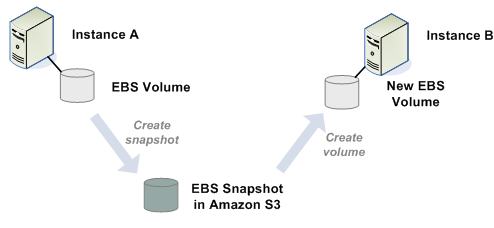 Instance A
Instance B
EBS Volume
New EBS
Volume
Create
snapshot
Create
volume
EBS Snapshot
in Amazon S3